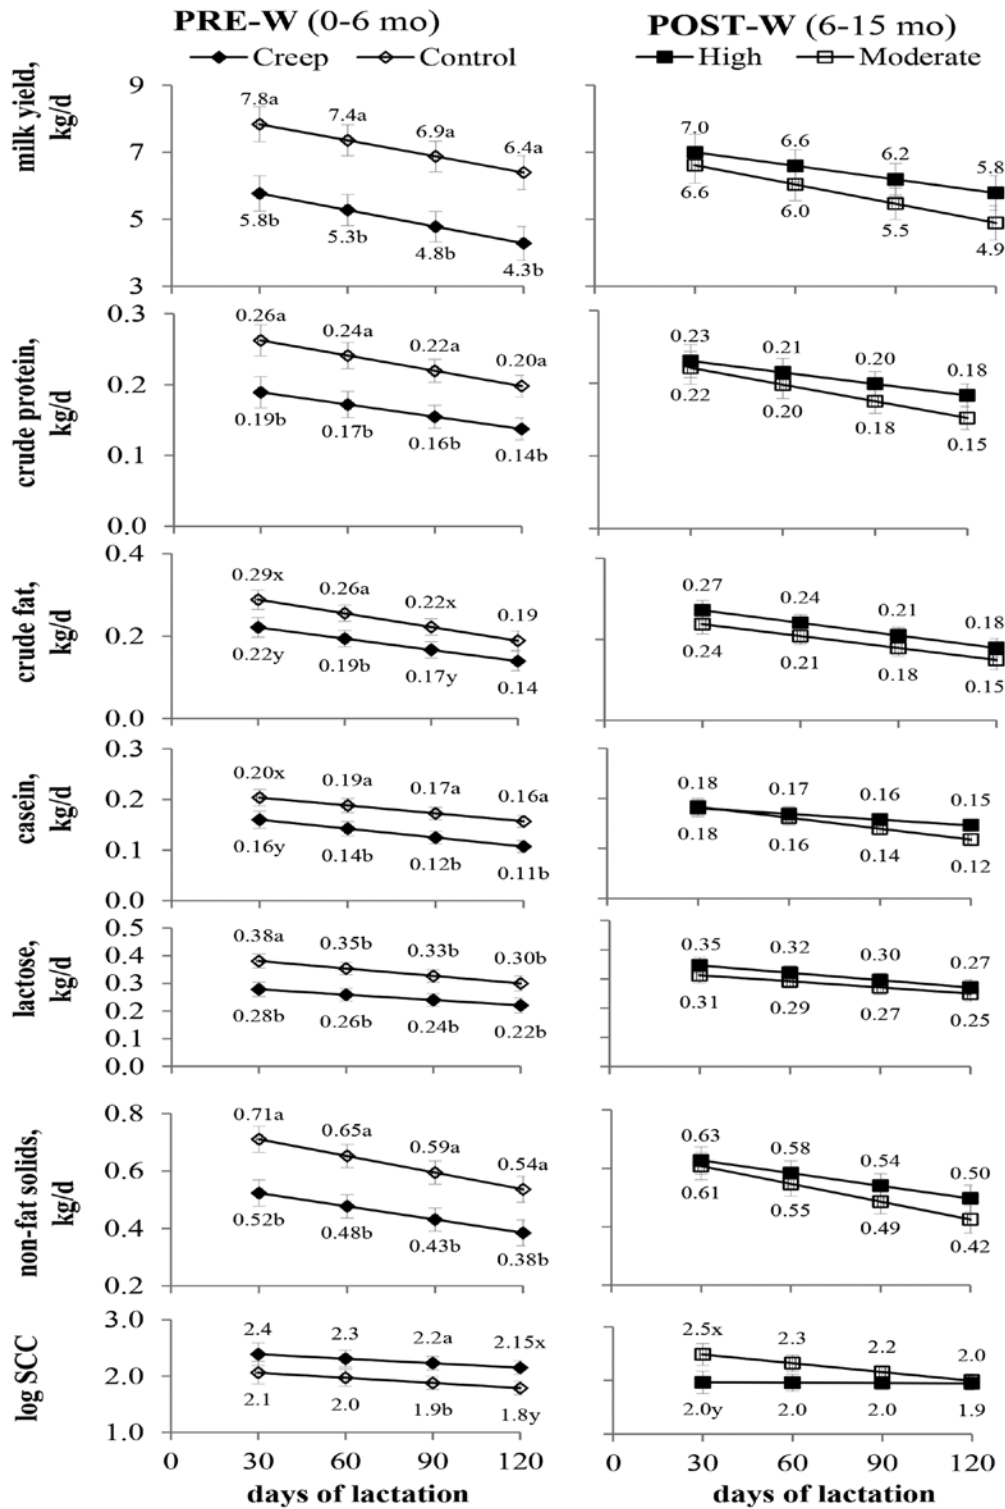 PRE-W (0-6 mo) POST-W (6-15 mo)
Creep Control High Moderate
milk yield, kg/d
9
7
5
3
7.8a 7.4a 6.9a 6.4a
5.8b 5.3b 4.8b 4.3b
7.0 6.6 6.2 5.8
6.6 6.0 5.5 4.9
crude protein, kg/d
0.3
0.2
0.1
0.0
0.26a 0.24a 0.22a 0.20a
0.19b 0.17b 0.16b 0.14b
0.23 0.21 0.20 0.18
0.22 0.20 0.18 0.15
crude fat, kg/d
0.4
0.2
0.0
0.29x 0.26a 0.22x 0.19
0.22y 0.19b 0.17y 0.14
0.27 0.24 0.21 0.18
0.24 0.21 0.18 0.15
casein, kg/d
0.3
0.2
0.1
0.0
0.20x 0.19a 0.17a 0.16a
0.16y 0.14b 0.12b 0.11b
0.18 0.17 0.16 0.15
0.18 0.16 0.14 0.12
lactose, kg/d
0.5
0.4
0.3
0.2
0.1
0.0
0.38a 0.35b 0.33b 0.30b
0.28b 0.26b 0.24b 0.22b
0.35 0.32 0.30 0.27
0.31 0.29 0.27 0.25
non-fat solids, kg/d
0.8
0.6
0.4
0.2
0.71a 0.65a 0.59a 0.54a
0.52b 0.48b 0.43b 0.38b
0.63 0.58 0.54 0.50
0.61 0.55 0.49 0.42
log SCC
3.0
2.0
1.0
2.4 2.3 2.2a 2.15x
2.1 2.0 1.9b 1.8y
2.5x 2.3 2.2 2.0
2.0y 2.0 2.0 1.9
0 30 60 90 120 0 30 60 90 120
days of lactation days of lactation